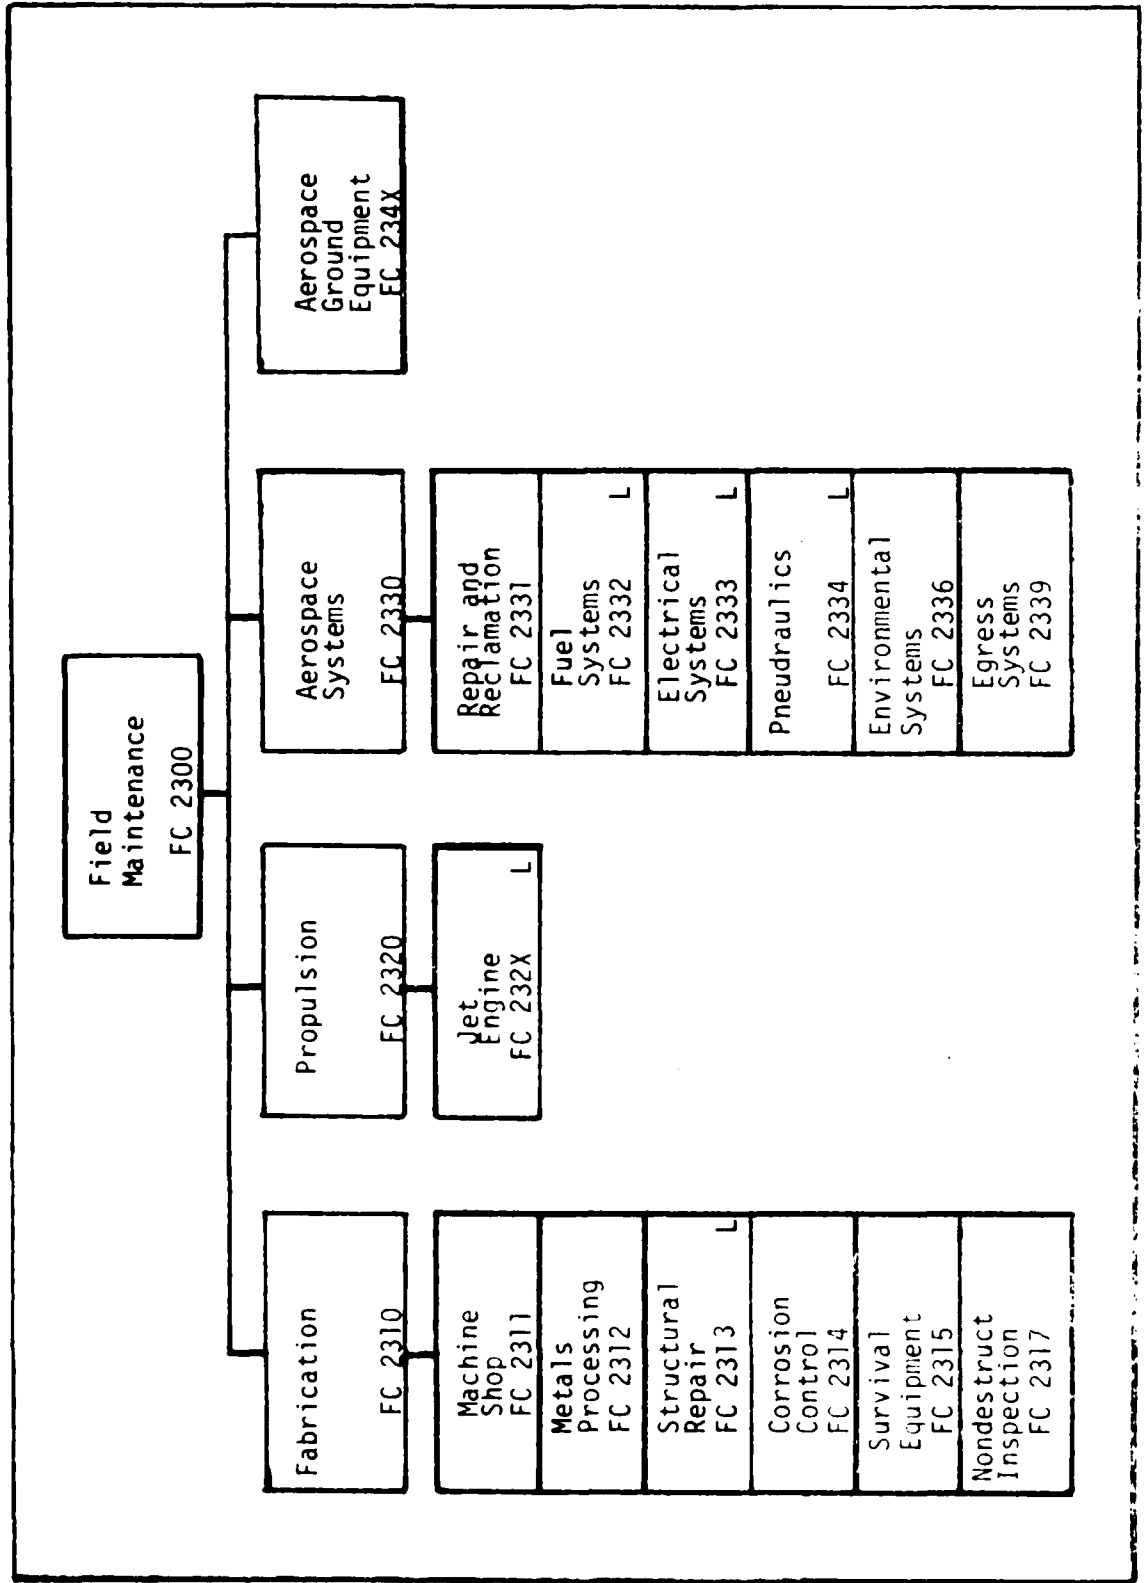 Field
Maintenance
FC 2300
Fabrication
FC 2310
Machine
Shop
FC 2311
Metals
Processing
FC 2312
Structural
Repair
FC 2313 L
Corrosion
Control
FC 2314
Survival
Equipment
FC 2315
Nondestruct
Inspection
FC 2317
Propulsion
FC 2320
Jet
Engine
FC 232X L
Aerospace
Systems
FC 2330
Repair and
Reclamation
FC 2331
Fuel
Systems
FC 2332 L
Electrical
Systems
FC 2333 L
Pneudraulics
FC 2334 L
Environmental
Systems
FC 2336
Egress
Systems
FC 2339
Aerospace
Ground
Equipment
FC 234X